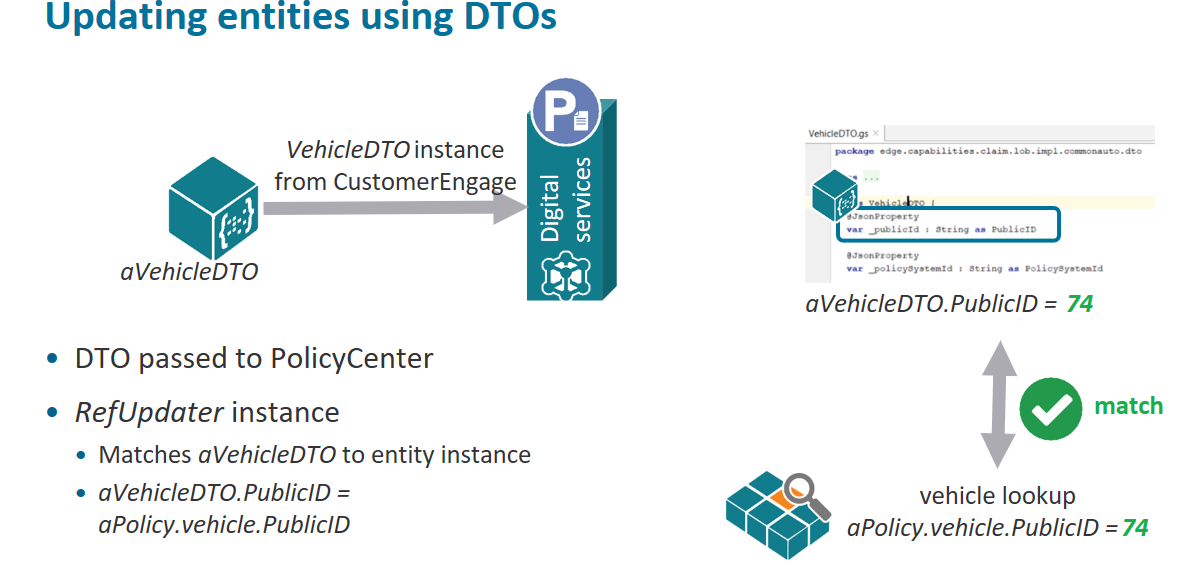 Updating entities using DTOs
VehicleDTO instance
from CustomerEngage
aVehicleDTO
P
Digital
services
VehicleDTO.gs ×
package edge.capabilities.claim.lob.impl.commonauto.dto
...
VehicleDTO {
@JsonProperty
var _publicId : String as PublicID
@JsonProperty
var _policySystemId : String as PolicySystemId
aVehicleDTO.PublicID = 74
match
vehicle lookup
aPolicy.vehicle.PublicID = 74
• DTO passed to PolicyCenter
• RefUpdater instance
• Matches aVehicleDTO to entity instance
• aVehicleDTO.PublicID =
aPolicy.vehicle.PublicID